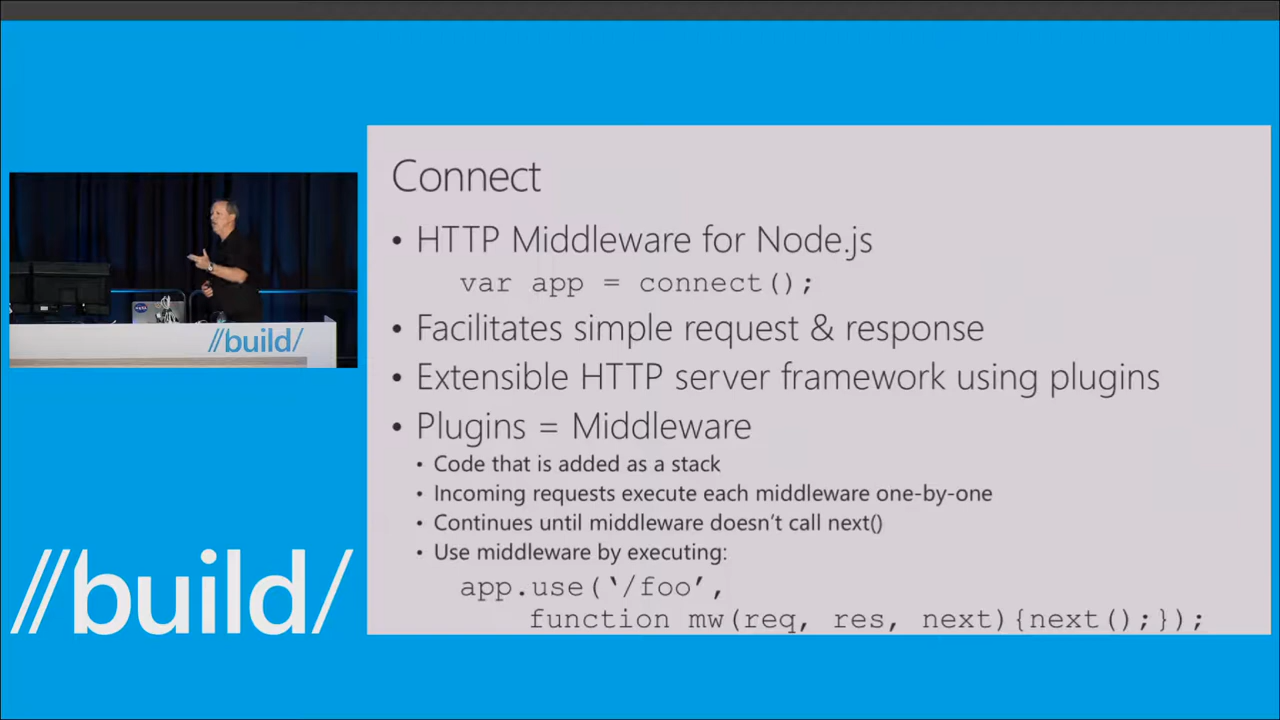 Connect
• HTTP Middleware for Node.js
var app = connect();
• Facilitates simple request & response
• Extensible HTTP server framework using plugins
• Plugins = Middleware
• Code that is added as a stack
• Incoming requests execute each middleware one-by-one
• Continues until middleware doesn’t call next()
• Use middleware by executing:
app.use(‘/foo’,
function mw(req, res, next){next();});
//build/
//build/